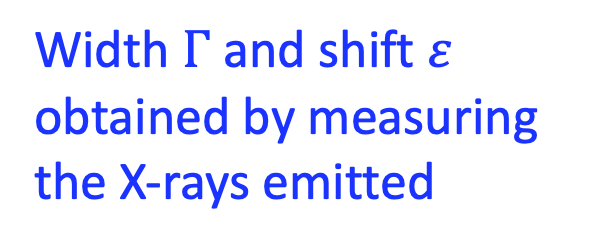 Width Γ and shift ε
obtained by measuring
the X-rays emitted